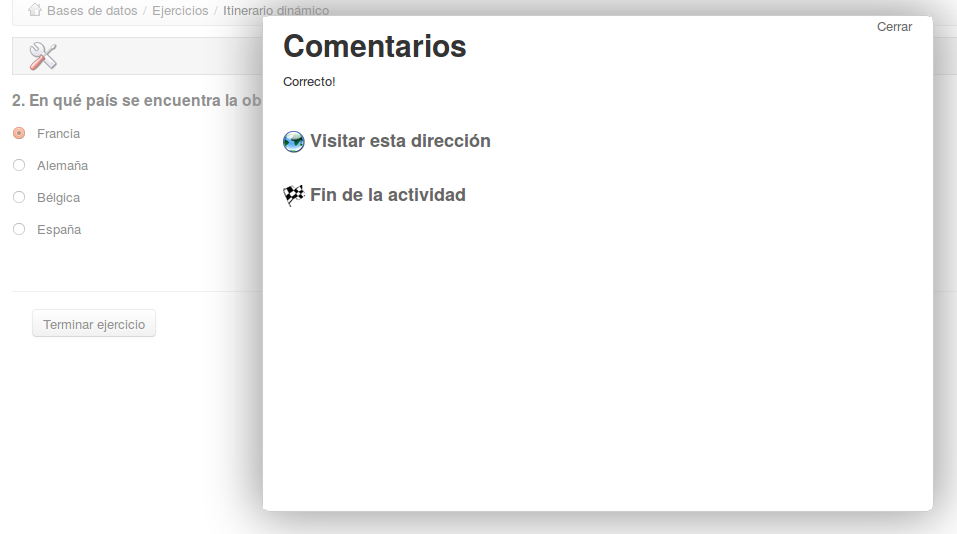 Bases de datos / Ejercicios / Itinerario dinámico
Cerrar
Comentarios
Correcto!
Visitar esta dirección
Fin de la actividad
2. En qué país se encuentra la ob
Francia
Alemaña
Bélgica
España
Terminar ejercicio